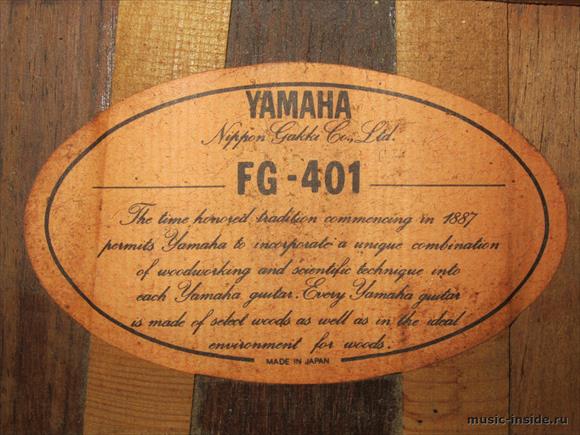 YAMAHA
Nippon Gakki Co., Ltd.
FG-401
The time honored tradition commencing in 1887
permits Yamaha to incorporate a unique combination
of woodworking and scientific technique into
each Yamaha guitar. Every Yamaha guitar
is made of select woods as well as in the ideal
environment for woods.
MADE IN JAPAN
music-inside.ru